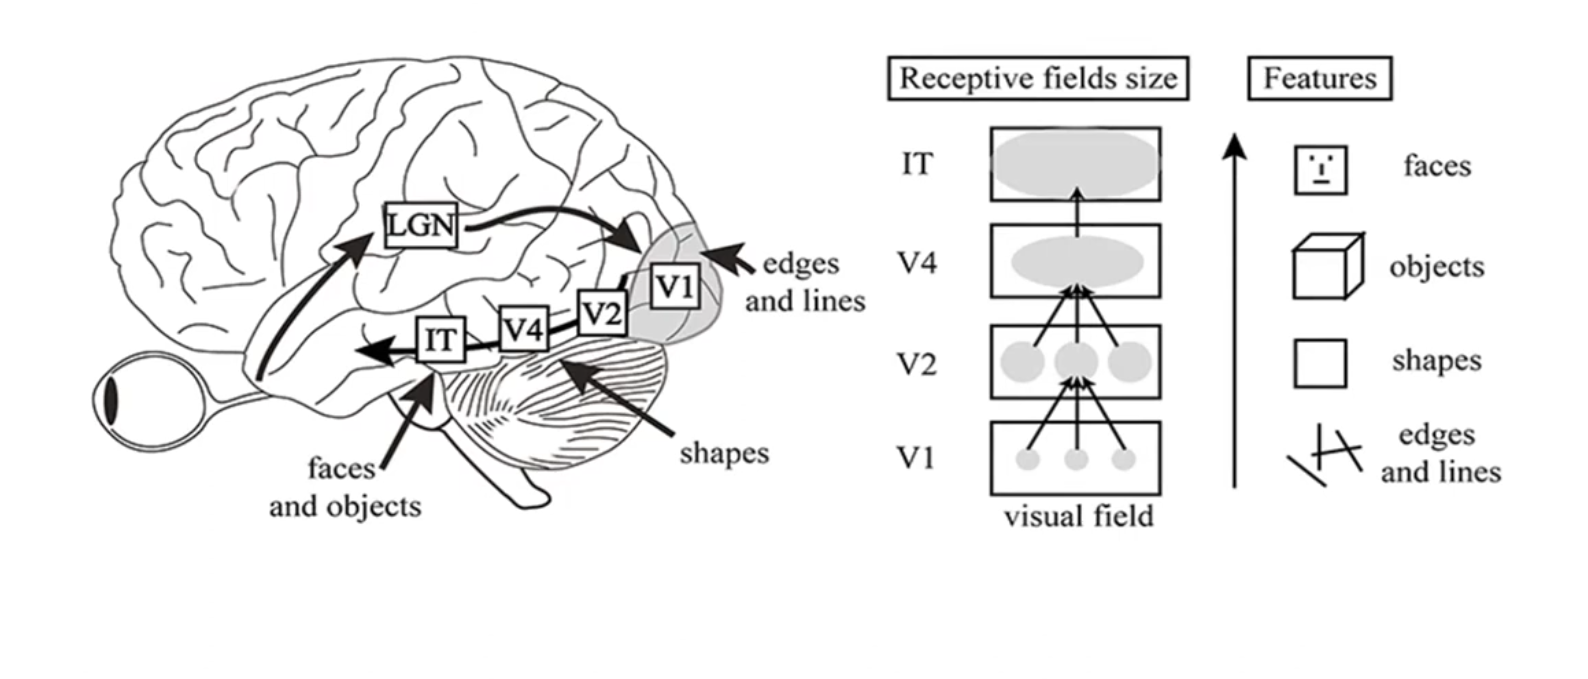 LGN
V1
V2
V4
IT
edges
and lines
shapes
faces
and objects
Receptive fields size
IT
V4
V2
V1
visual field
Features
faces
objects
shapes
edges
and lines